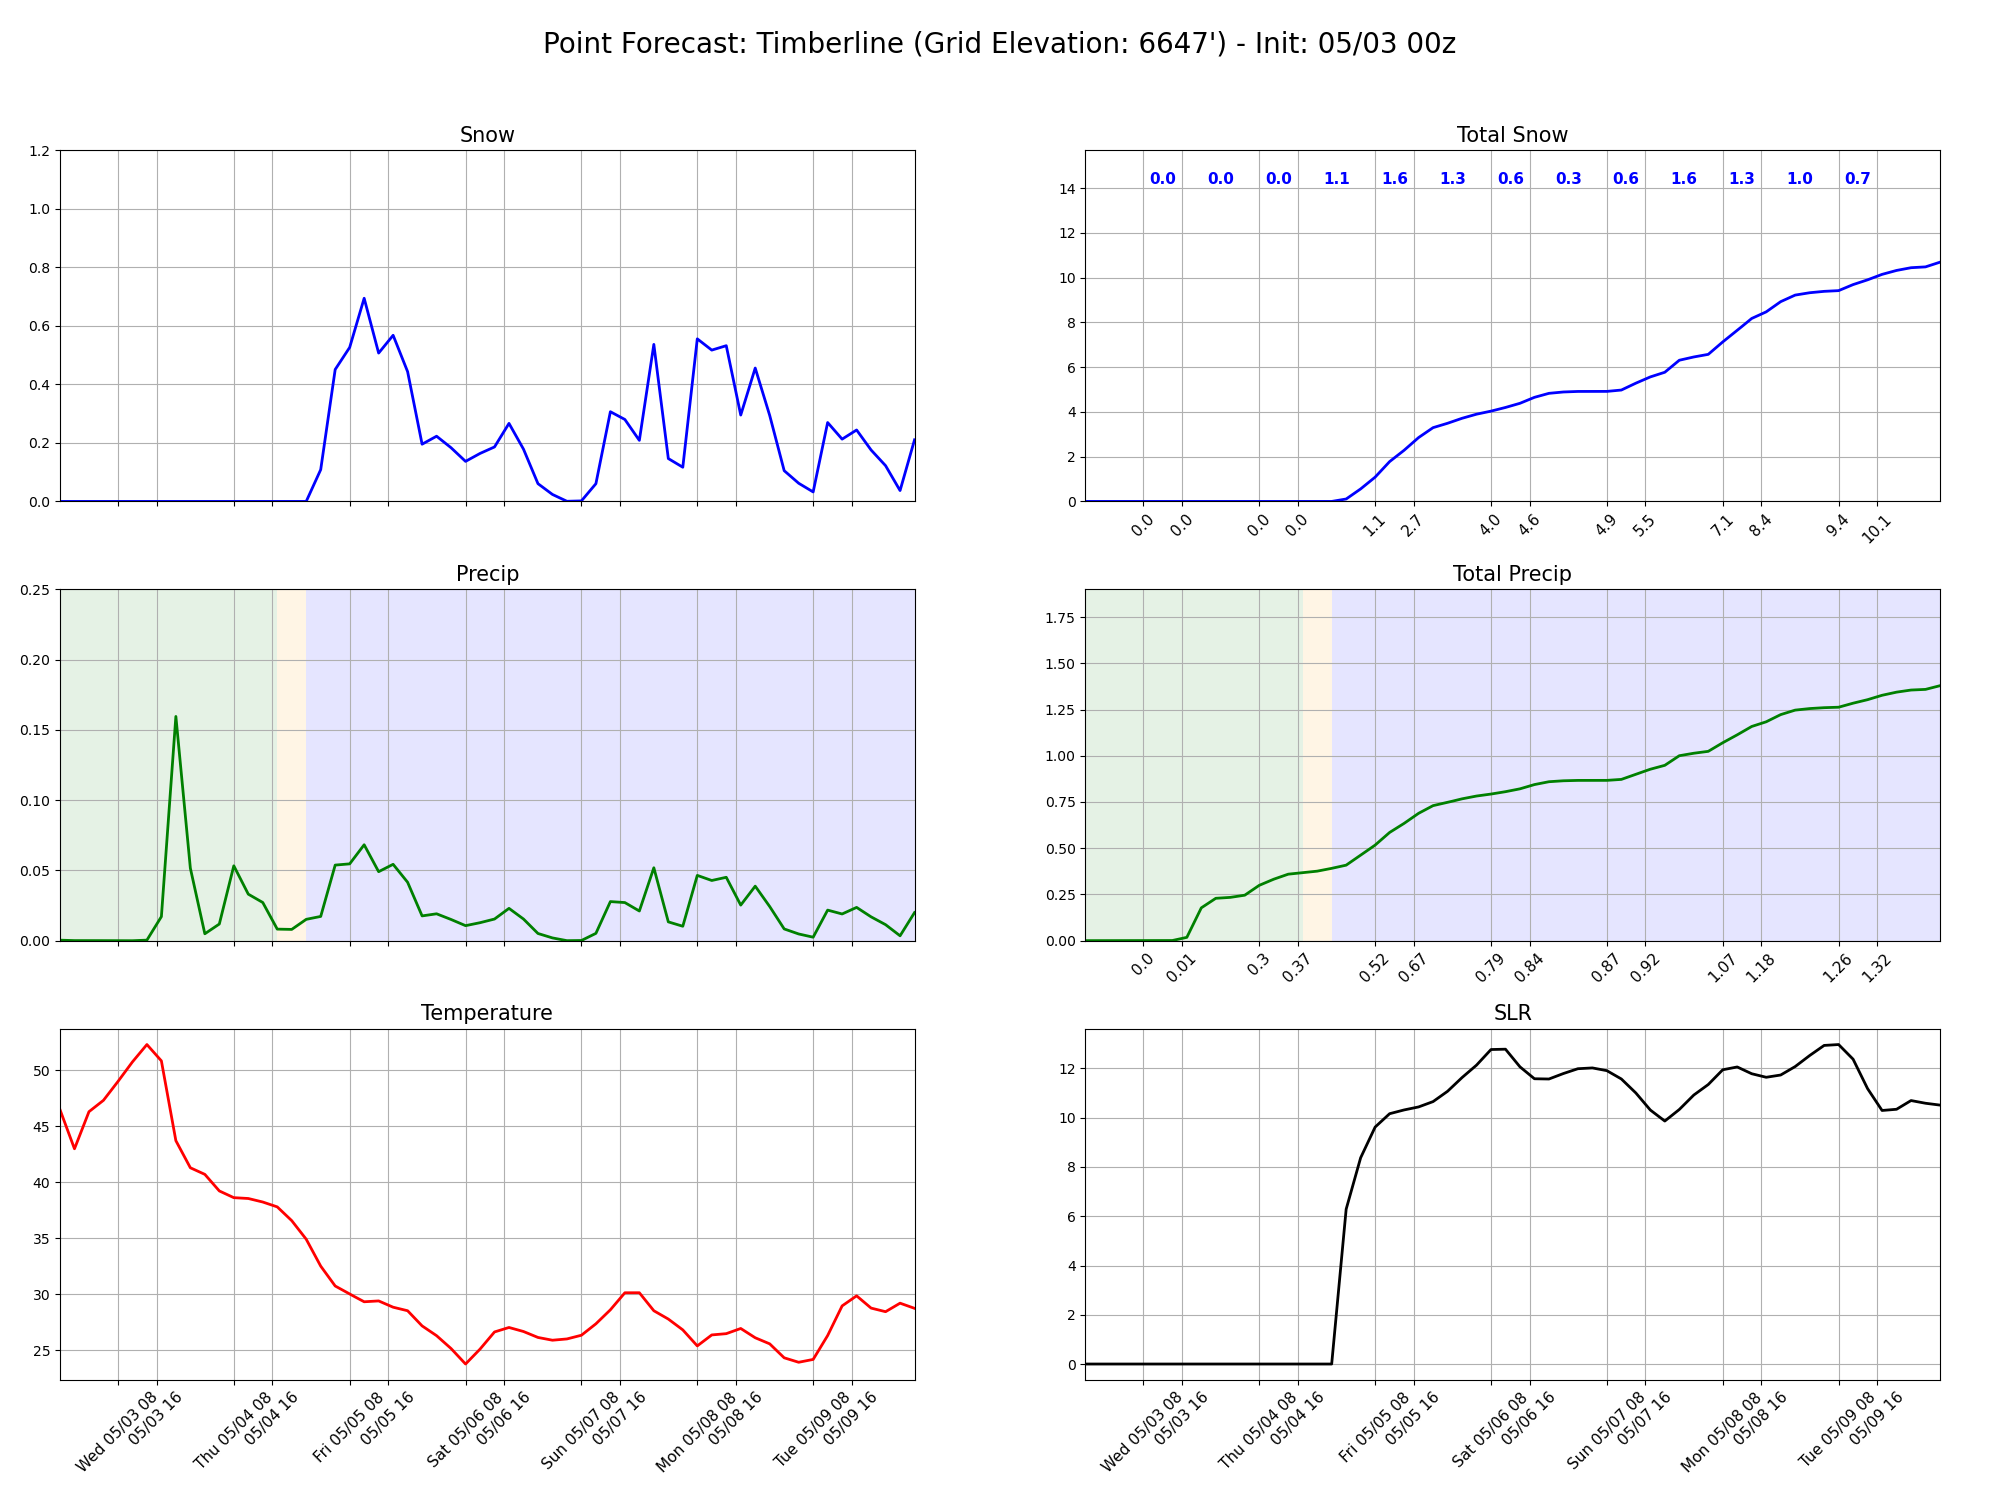 Point Forecast: Timberline (Grid Elevation: 6647') - Init: 05/03 00z
Snow
1.2
1.0
0.8
0.6
0.4
0.2
0.0
Total Snow
0.0 0.0 0.0 1.1 1.6 1.3 0.6 0.3 0.6 1.6 1.3 1.0 0.7
14
12
10
8
6
4
2
0
0.0 0.0 0.0 0.0 1.1 2.7 4.0 4.6 4.9 5.5 7.1 8.4 9.4 10.1
Precip
0.25
0.20
0.15
0.10
0.05
0.00
Total Precip
1.75
1.50
1.25
1.00
0.75
0.50
0.25
0.00
0.0 0.01 0.3 0.37 0.52 0.67 0.79 0.84 0.87 0.92 1.07 1.18 1.26 1.32
Temperature
50
45
40
35
30
25
Wed 05/03 08
05/03 16
Thu 05/04 08
05/04 16
Fri 05/05 08
05/05 16
Sat 05/06 08
05/06 16
Sun 05/07 08
05/07 16
Mon 05/08 08
05/08 16
Tue 05/09 08
05/09 16
SLR
12
10
8
6
4
2
0
Wed 05/03 08
05/03 16
Thu 05/04 08
05/04 16
Fri 05/05 08
05/05 16
Sat 05/06 08
05/06 16
Sun 05/07 08
05/07 16
Mon 05/08 08
05/08 16
Tue 05/09 08
05/09 16